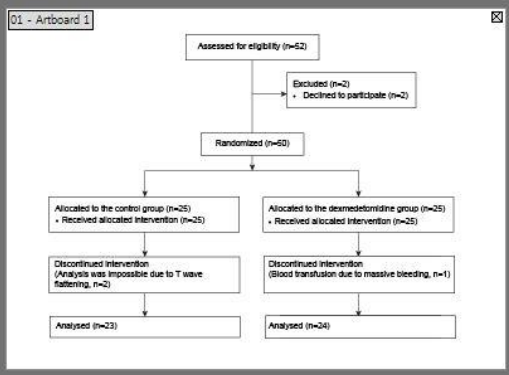 01 - Artboard 1
Assessed for eligibility (n=52)
Excluded (n=2)
• Declined to participate (n=2)
Randomized (n=50)
Allocated to the control group (n=25)
• Received allocated intervention (n=25)
Allocated to the dexmedetomidine group (n=25)
• Received allocated intervention (n=25)
Discontinued intervention
(Analysis was impossible due to T wave
flattening, n=2)
Discontinued intervention
(Blood transfusion due to massive bleeding, n=1)
Analysed (n=23)
Analysed (n=24)